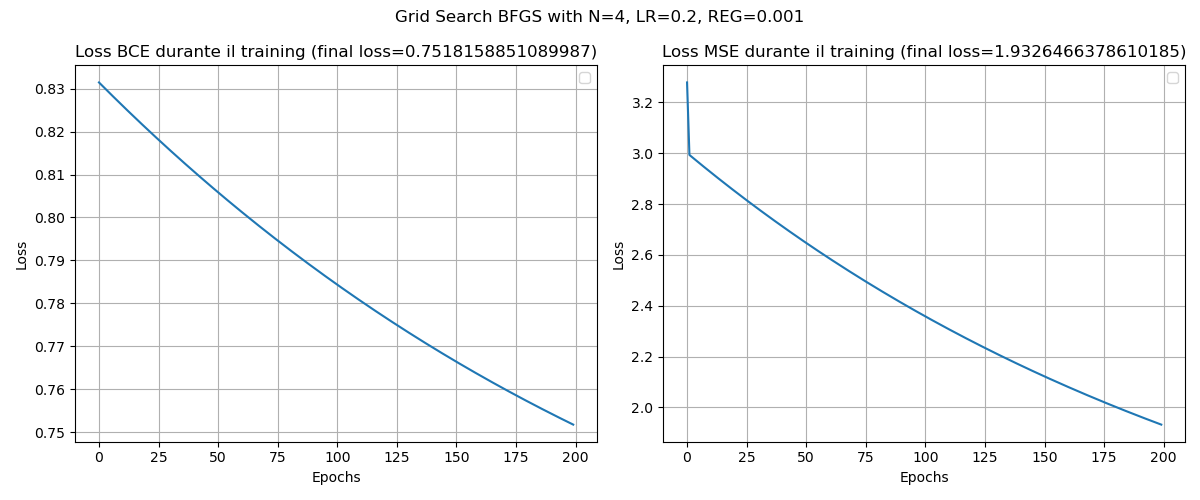 Grid Search BFGS with N=4, LR=0.2, REG=0.001
Loss BCE durante il training (final loss=0.7518158851089987)
0.83
0.82
0.81
0.80
0.79
0.78
0.77
0.76
0.75
Loss
0 25 50 75 100 125 150 175 200
Epochs
Loss MSE durante il training (final loss=1.9326466378610185)
3.2
3.0
2.8
2.6
2.4
2.2
2.0
Loss
0 25 50 75 100 125 150 175 200
Epochs